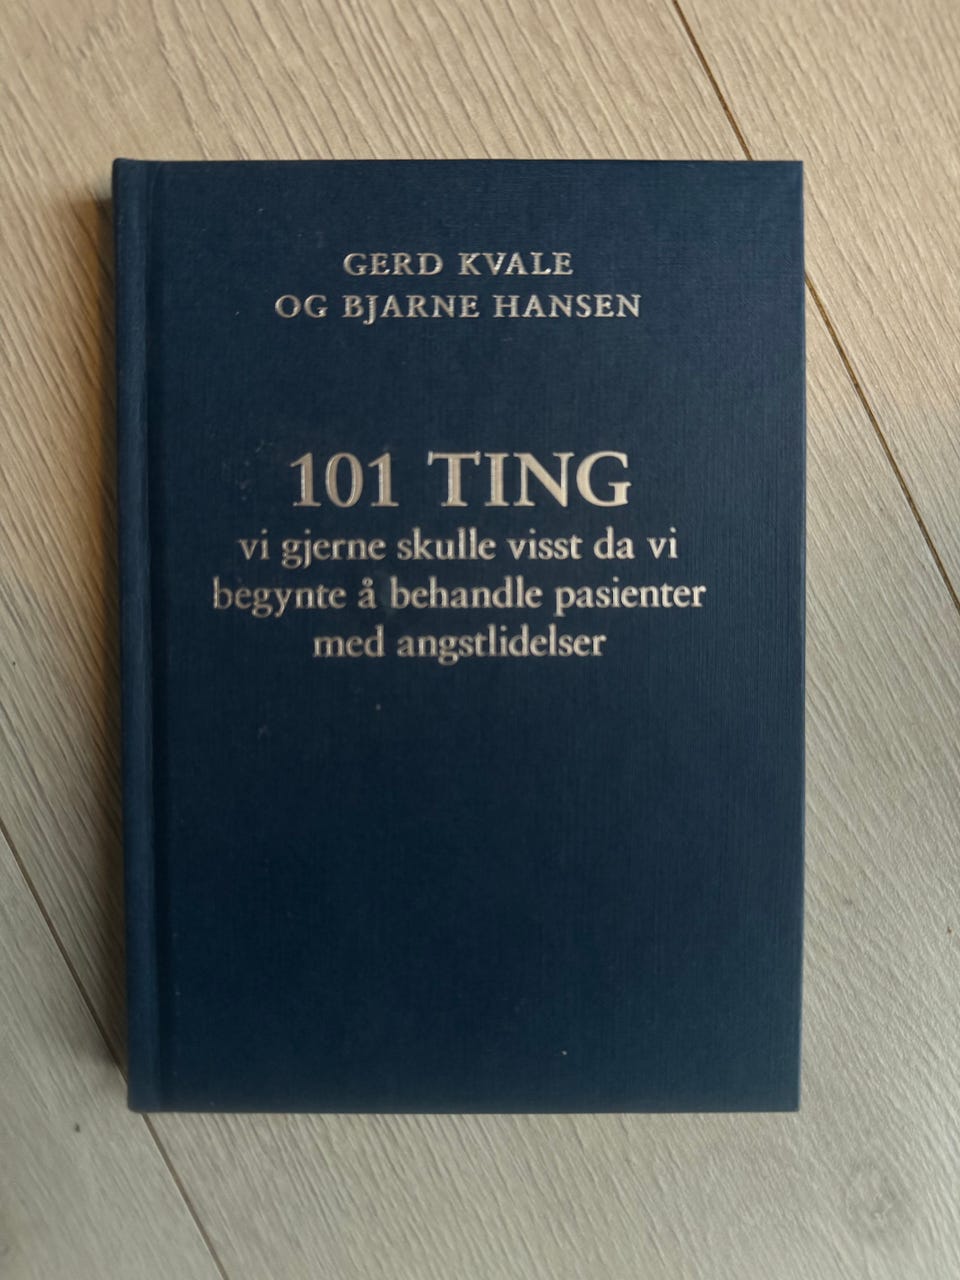 GERD KVALE
OG BJARNE HANSEN
101 TING
vi gjerne skulle visst da vi
begynte å behandle pasienter
med angstlidelser